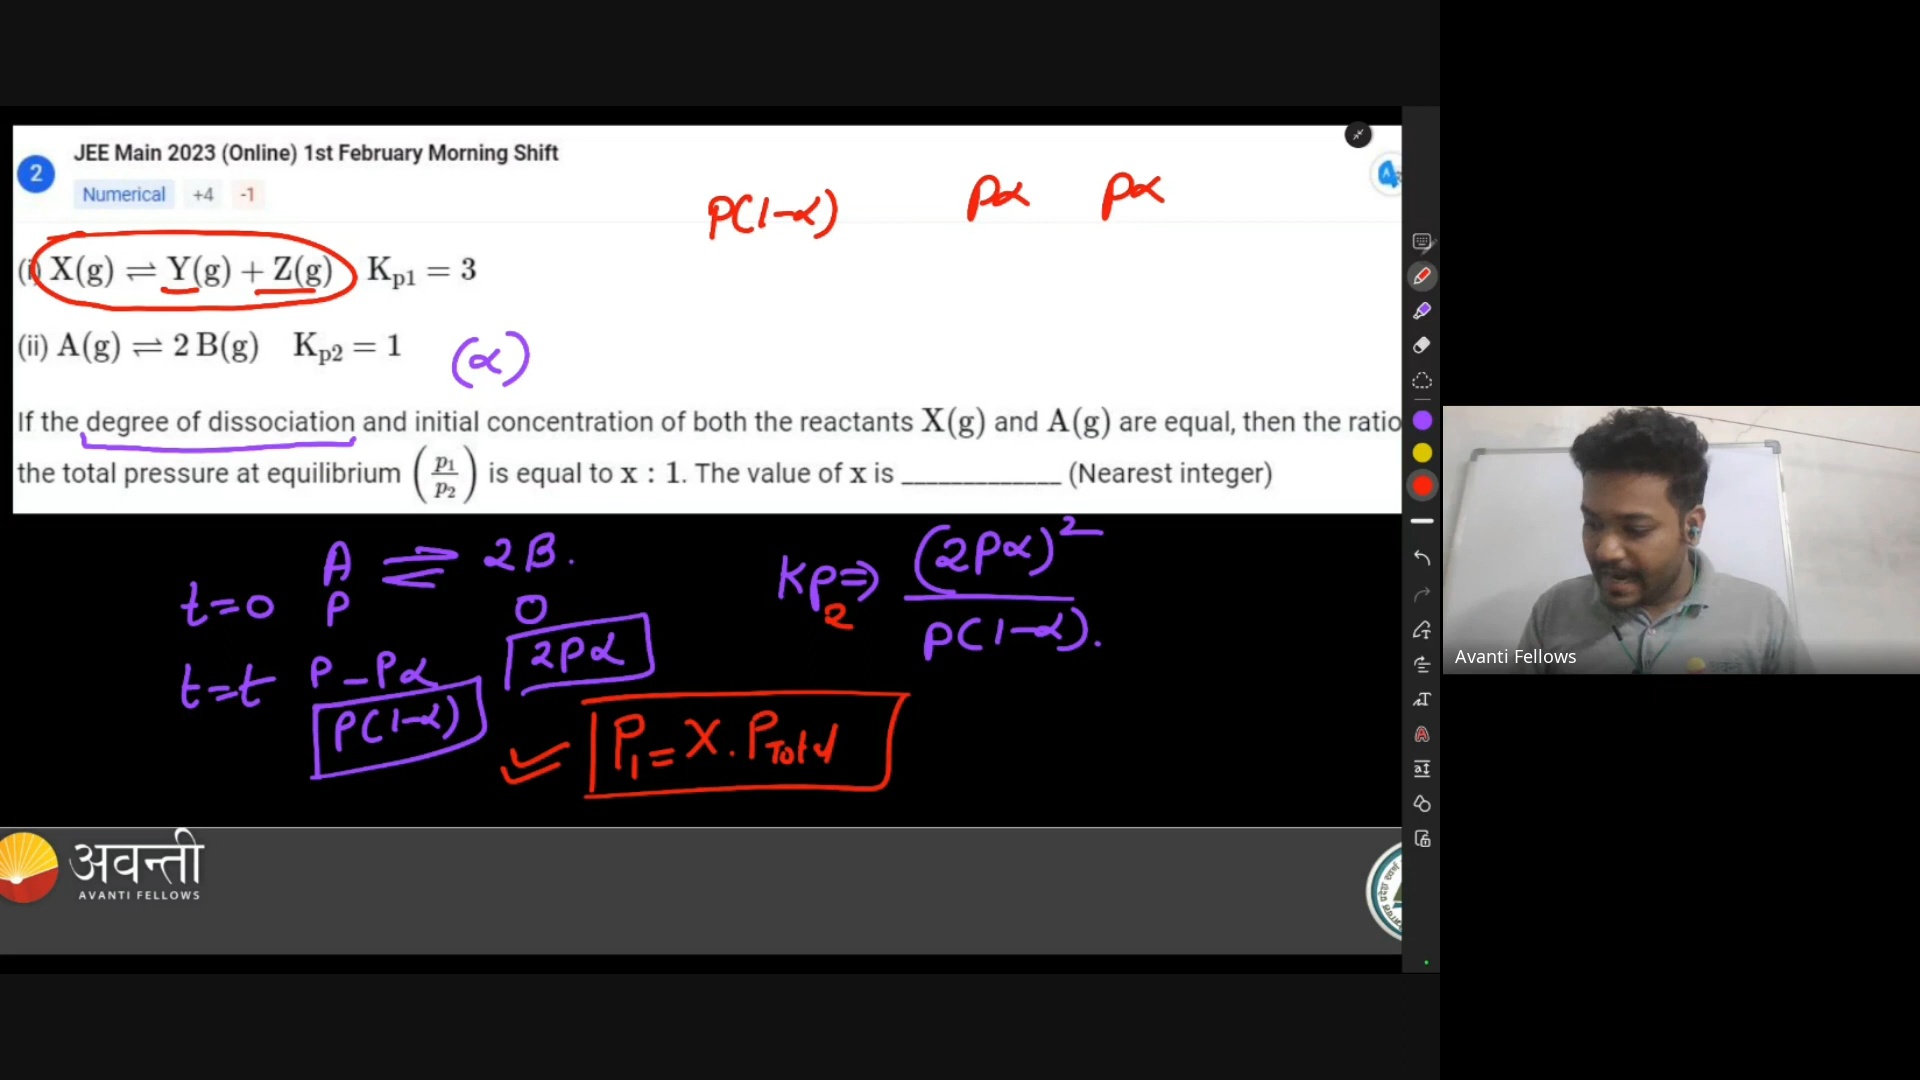 2
JEE Main 2023 (Online) 1st February Morning Shift
Numerical +4 -1
P(1-α) Pα Pα
(i) X(g) ⇌ Y(g) + Z(g) Kp1 = 3
(ii) A(g) ⇌ 2 B(g) Kp2 = 1 (α)
If the degree of dissociation and initial concentration of both the reactants X(g) and A(g) are equal, then the ratio
the total pressure at equilibrium (p1/p2) is equal to x : 1. The value of x is ____________ (Nearest integer)
A ⇌ 2B.
t=0 P 0
t=t P-Pα 2Pα
P(1-α)
Kp2 ⇒ (2Pα)²/P(1-α).
P1 = X . PTotal
अवन्ती
AVANTI FELLOWS
Avanti Fellows